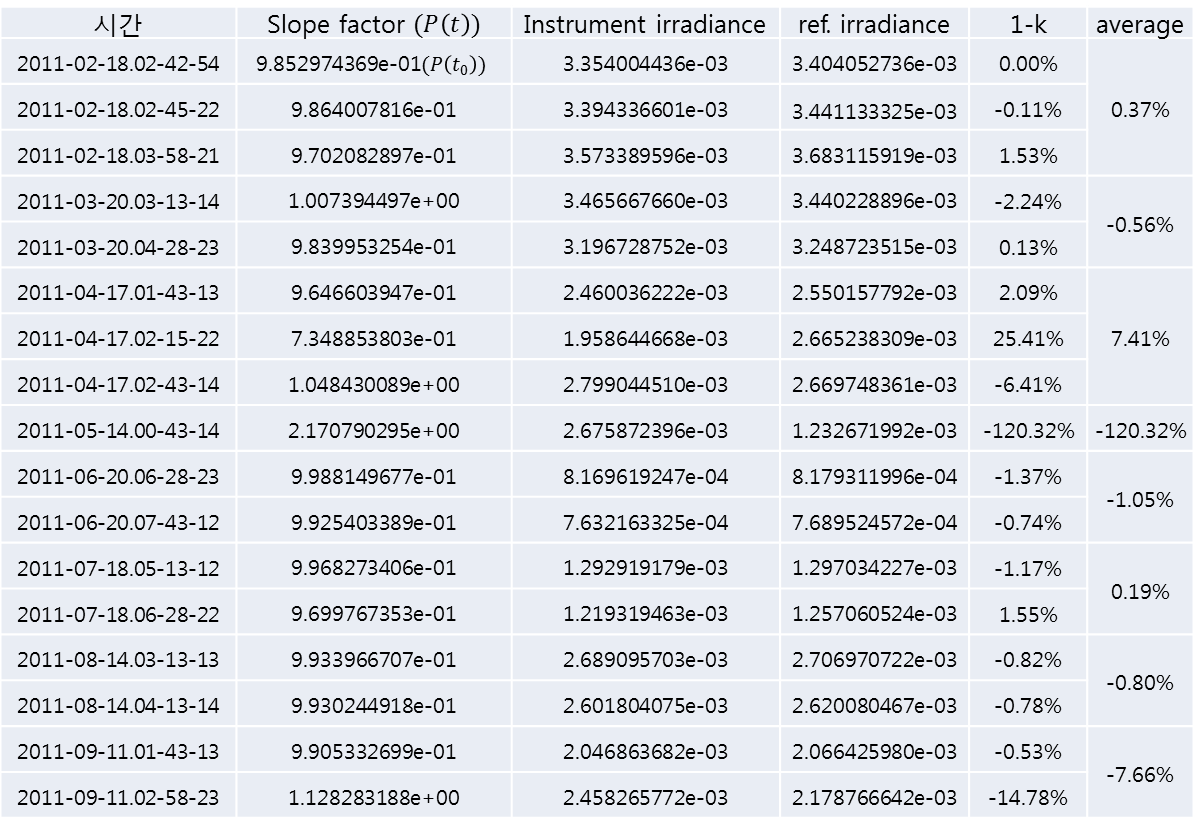 시간 Slope factor (P(t)) Instrument irradiance ref. irradiance 1-k average
2011-02-18.02-42-54 9.852974369e-01(P(t₀)) 3.354004436e-03 3.404052736e-03 0.00%
2011-02-18.02-45-22 9.864007816e-01 3.394336601e-03 3.441133325e-03 -0.11% 0.37%
2011-02-18.03-58-21 9.702082897e-01 3.573389596e-03 3.683115919e-03 1.53%
2011-03-20.03-13-14 1.007394497e+00 3.465667660e-03 3.440228896e-03 -2.24%
-0.56%
2011-03-20.04-28-23 9.839953254e-01 3.196728752e-03 3.248723515e-03 0.13%
2011-04-17.01-43-13 9.646603947e-01 2.460036222e-03 2.550157792e-03 2.09%
2011-04-17.02-15-22 7.348853803e-01 1.958644668e-03 2.665238309e-03 25.41% 7.41%
2011-04-17.02-43-14 1.048430089e+00 2.799044510e-03 2.669748361e-03 -6.41%
2011-05-14.00-43-14 2.170790295e+00 2.675872396e-03 1.232671992e-03 -120.32% -120.32%
2011-06-20.06-28-23 9.988149677e-01 8.169619247e-04 8.179311996e-04 -1.37%
-1.05%
2011-06-20.07-43-12 9.925403389e-01 7.632163325e-04 7.689524572e-04 -0.74%
2011-07-18.05-13-12 9.968273406e-01 1.292919179e-03 1.297034227e-03 -1.17%
0.19%
2011-07-18.06-28-22 9.699767353e-01 1.219319463e-03 1.257060524e-03 1.55%
2011-08-14.03-13-13 9.933966707e-01 2.689095703e-03 2.706970722e-03 -0.82%
-0.80%
2011-08-14.04-13-14 9.930244918e-01 2.601804075e-03 2.620080467e-03 -0.78%
2011-09-11.01-43-13 9.905332699e-01 2.046863682e-03 2.066425980e-03 -0.53%
-7.66%
2011-09-11.02-58-23 1.128283188e+00 2.458265772e-03 2.178766642e-03 -14.78%